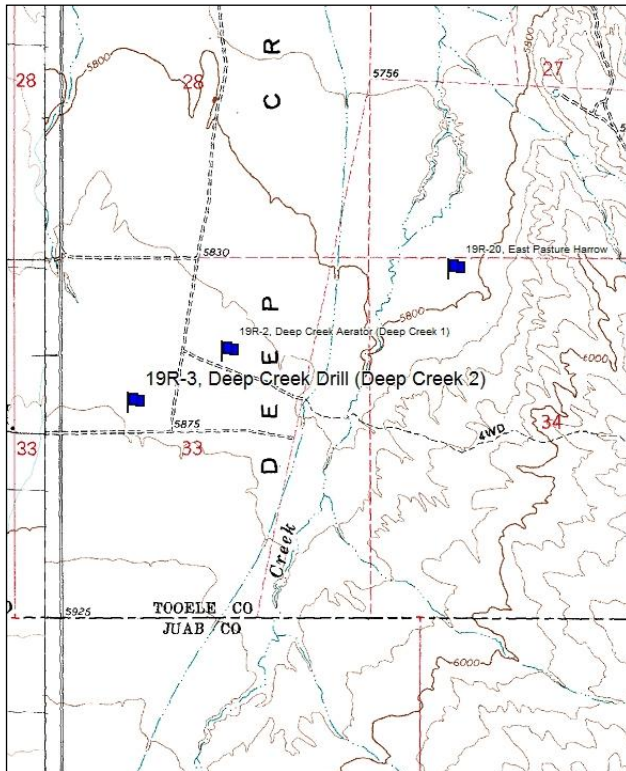 5800
28
28
R
C
5756
5800
27
19R-20, East Pasture Harrow
5830
P
E
E
D
5800
6000
19R-2, Deep Creek Aerator (Deep Creek 1)
19R-3, Deep Creek Drill (Deep Creek 2)
5875
33
33
4WD
34
Creek
5925
TOOELE CO
JUAB CO
6000